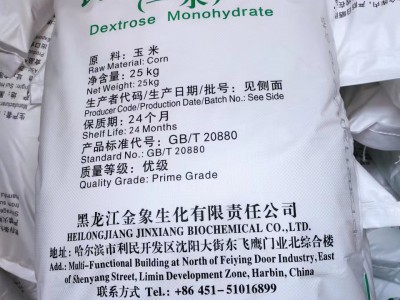 Dextrose Monohydrate
原　料：玉米
Raw Material: Corn
净含量：25 kg
Net Weight: 25kg
生产者代码/生产日期/批号：见侧面
Producer Code/Production Date/Batch No.: See Side
保质期：24个月
Shelf Life: 24 Months
产品标准代号：GB/T 20880
Standard No.: GB/T 20880
质量等级：优级
Quality Grade: Prime Grade
黑龙江金象生化有限责任公司
HEILONGJIANG JINXIANG BIOCHEMICAL CO.,LTD.
地址：哈尔滨市利民开发区沈阳大街东飞鹰门业北综合楼
Add.: Multi-Functional Building at North of Feiying Door Industry, East
of Shenyang Street, Limin Development Zone, Harbin, China
联系方式 Tel.: +86 451-51016899